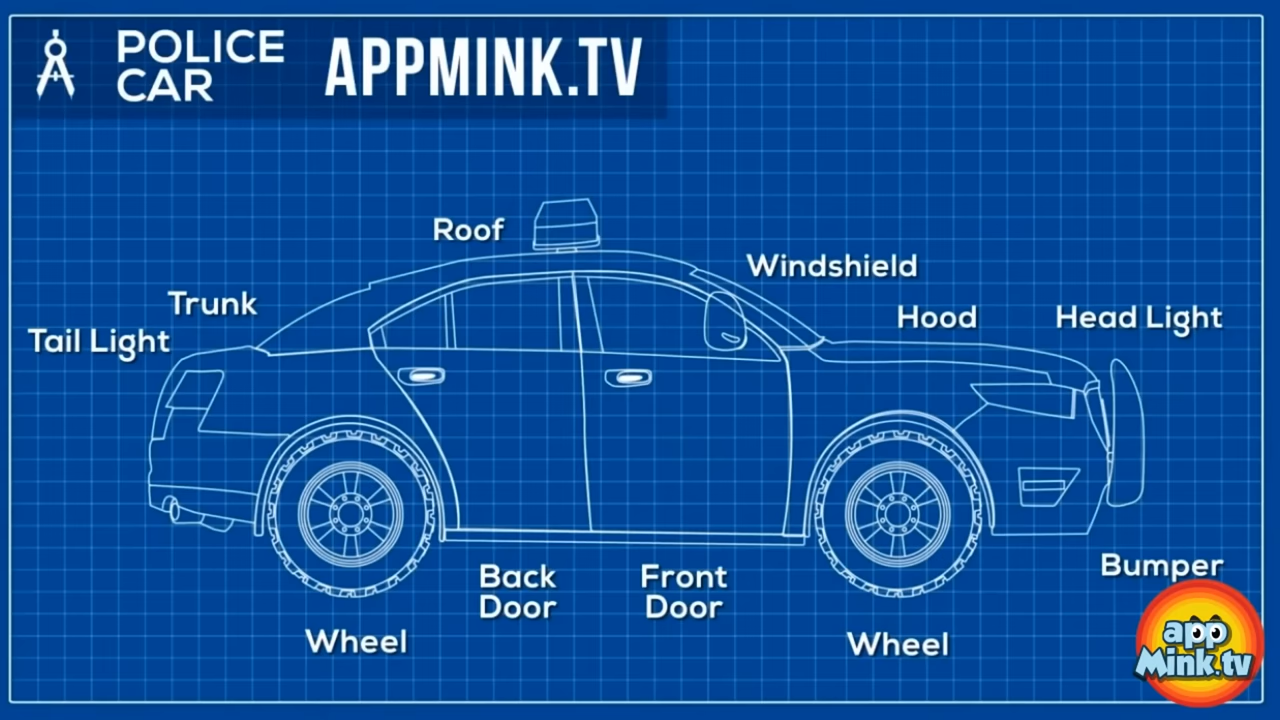 POLICE
CAR
APPMINK.TV
Roof
Windshield
Trunk
Hood
Head Light
Tail Light
Back
Door
Front
Door
Bumper
Wheel
Wheel
app
Mink.tv